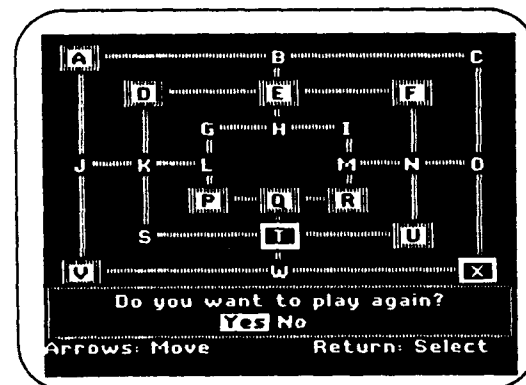 A B C
D E F
G H I
J K L M N O
P Q R
S T U
V W X
Do you want to play again?
Yes No
Arrows: Move Return: Select